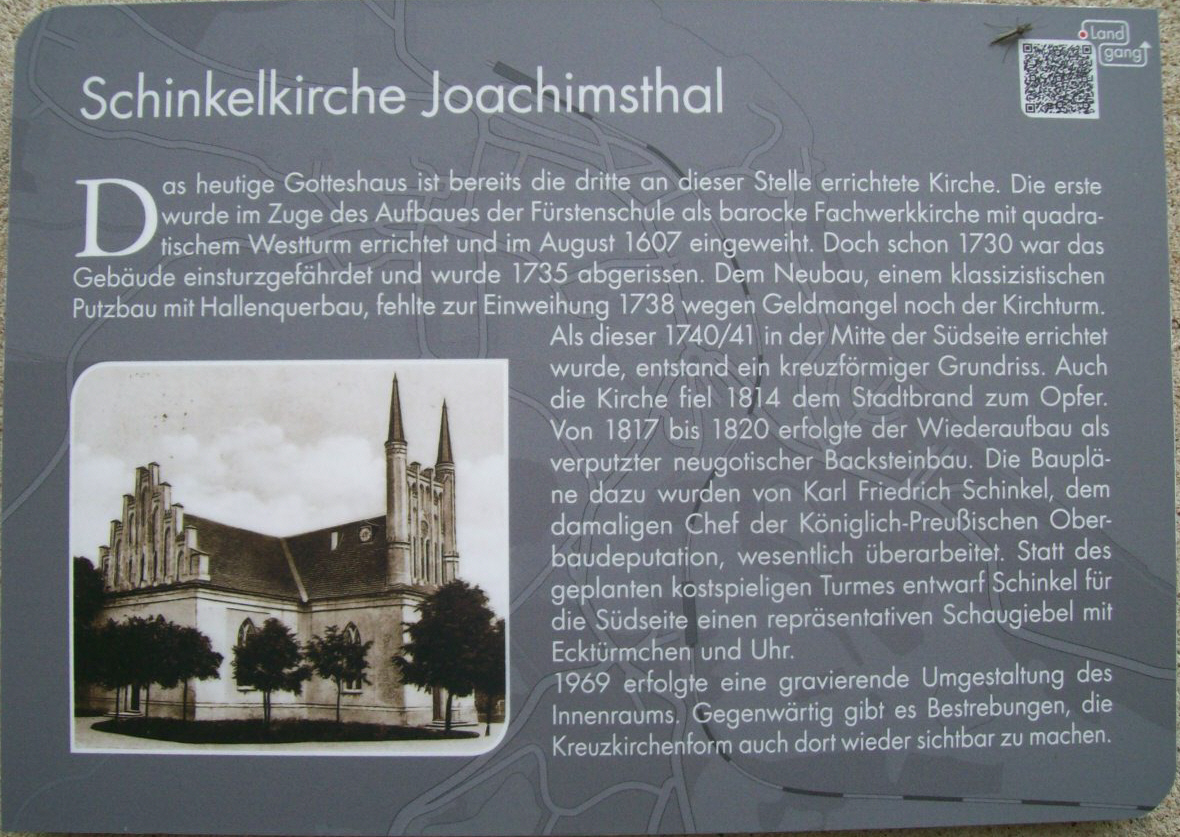 Land
gang
Schinkelkirche Joachimsthal
Das heutige Gotteshaus ist bereits die dritte an dieser Stelle errichtete Kirche. Die erste
wurde im Zuge des Aufbaues der Fürstenschule als barocke Fachwerkkirche mit quadra-
tischem Westturm errichtet und im August 1607 eingeweiht. Doch schon 1730 war das
Gebäude einsturzgefährdet und wurde 1735 abgerissen. Dem Neubau, einem klassizistischen
Putzbau mit Hallenquerbau, fehlte zur Einweihung 1738 wegen Geldmangel noch der Kirchturm.
Als dieser 1740/41 in der Mitte der Südseite errichtet
wurde, entstand ein kreuzförmiger Grundriss. Auch
die Kirche fiel 1814 dem Stadtbrand zum Opfer.
Von 1817 bis 1820 erfolgte der Wiederaufbau als
verputzter neugotischer Backsteinbau. Die Bauplä-
ne dazu wurden von Karl Friedrich Schinkel, dem
damaligen Chef der Königlich-Preußischen Ober-
baudeputation, wesentlich überarbeitet. Statt des
geplanten kostspieligen Turmes entwarf Schinkel für
die Südseite einen repräsentativen Schaugiebel mit
Ecktürmchen und Uhr.
1969 erfolgte eine gravierende Umgestaltung des
Innenraums. Gegenwärtig gibt es Bestrebungen, die
Kreuzkirchenform auch dort wieder sichtbar zu machen.